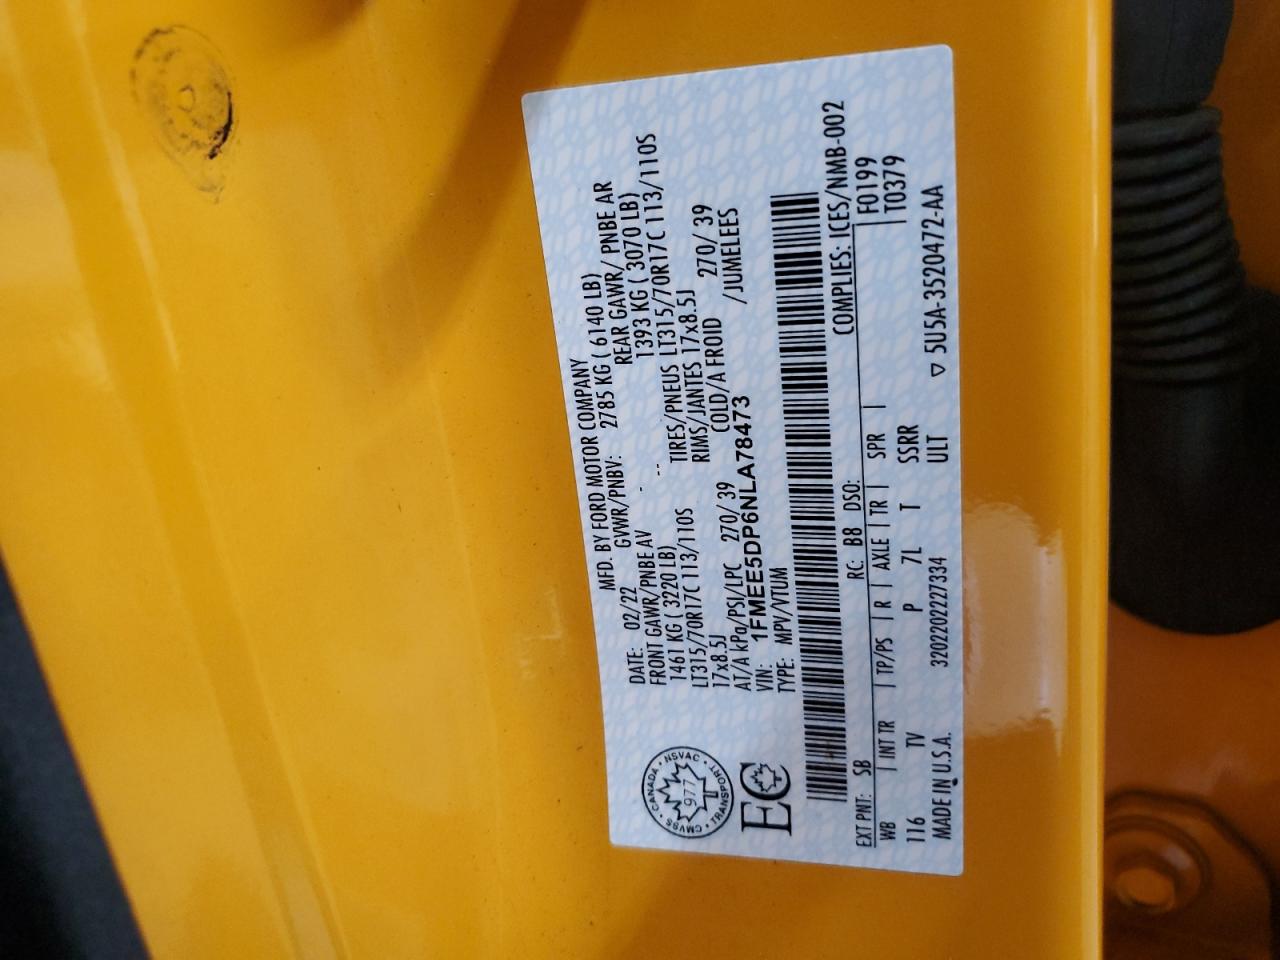 MFD. BY FORD MOTOR COMPANY
DATE: 02/22 GVWR/PNBV: 2785 KG ( 6140 LB)
FRONT GAWR/PNBE AV - REAR GAWR/ PNBE AR
1461 KG ( 3220 LB) -- 1393 KG ( 3070 LB)
LT315/70R17C 113/110S TIRES/PNEUS LT315/70R17C 113/110S
17x8.5J RIMS/JANTES 17x8.5J
AT/A kPa/PSI/LPC 270/ 39 COLD/A FROID 270/ 39
VIN: 1FMEE5DP6NLA78473 /JUMELEES
TYPE: MPV/VTUM
CANADA • NSVAC • TRANSPORT • CMVSS •
977
EC
COMPLIES: ICES/NMB-002
EXT PNT: SB RC: B8 DSO: F0199
WB | INT TR | TP/PS | R | AXLE | TR | SPR | T0379
116 TV P 7L T SSRR
MADE IN U.S.A. 3202202227334 ULT ▽ 5U5A-3520472-AA